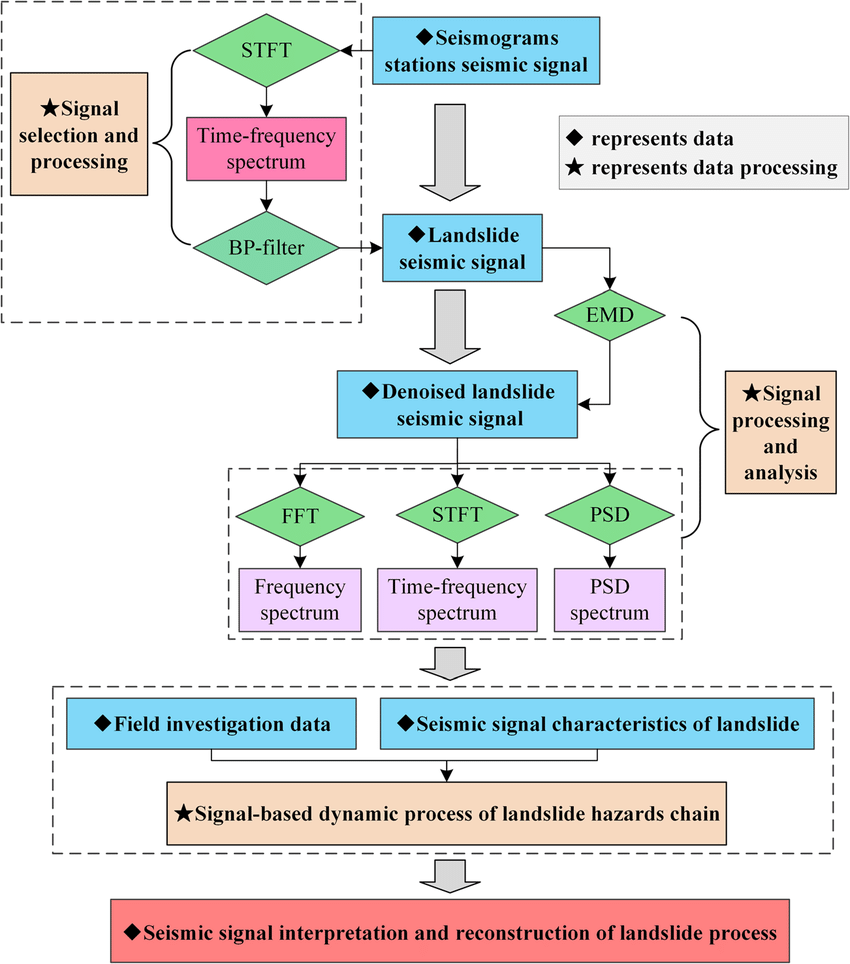 STFT
◆Seismograms
stations seismic signal
★Signal
selection and
processing
Time-frequency
spectrum
◆ represents data
★ represents data processing
BP-filter
◆Landslide
seismic signal
EMD
◆Denoised landslide
seismic signal
★Signal
processing
and
analysis
FFT
STFT
PSD
Frequency
spectrum
Time-frequency
spectrum
PSD
spectrum
◆Field investigation data
◆Seismic signal characteristics of landslide
★Signal-based dynamic process of landslide hazards chain
◆Seismic signal interpretation and reconstruction of landslide process